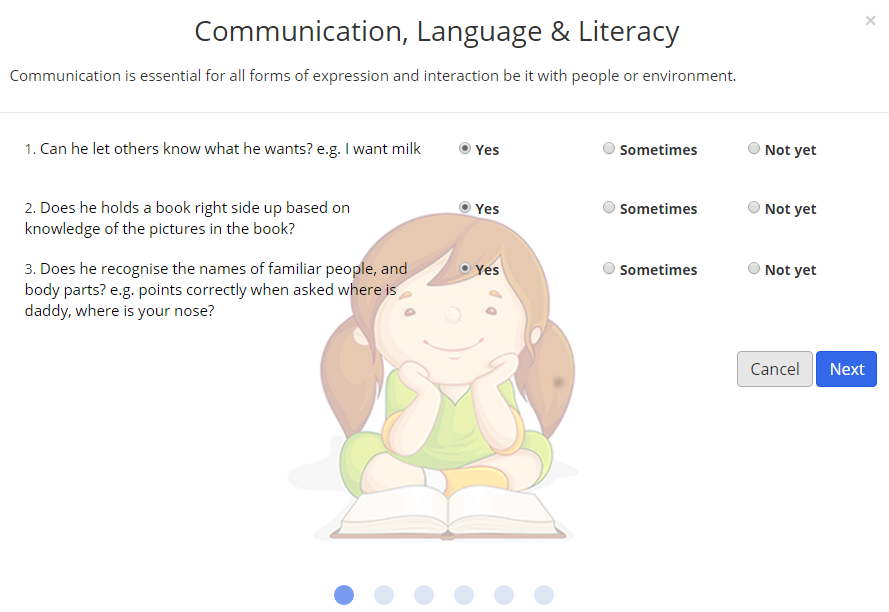 Communication, Language & Literacy
×
Communication is essential for all forms of expression and interaction be it with people or environment.
1. Can he let others know what he wants? e.g. I want milk Yes Sometimes Not yet
2. Does he holds a book right side up based on Yes Sometimes Not yet
knowledge of the pictures in the book?
3. Does he recognise the names of familiar people, and Yes Sometimes Not yet
body parts? e.g. points correctly when asked where is
daddy, where is your nose?
Cancel Next